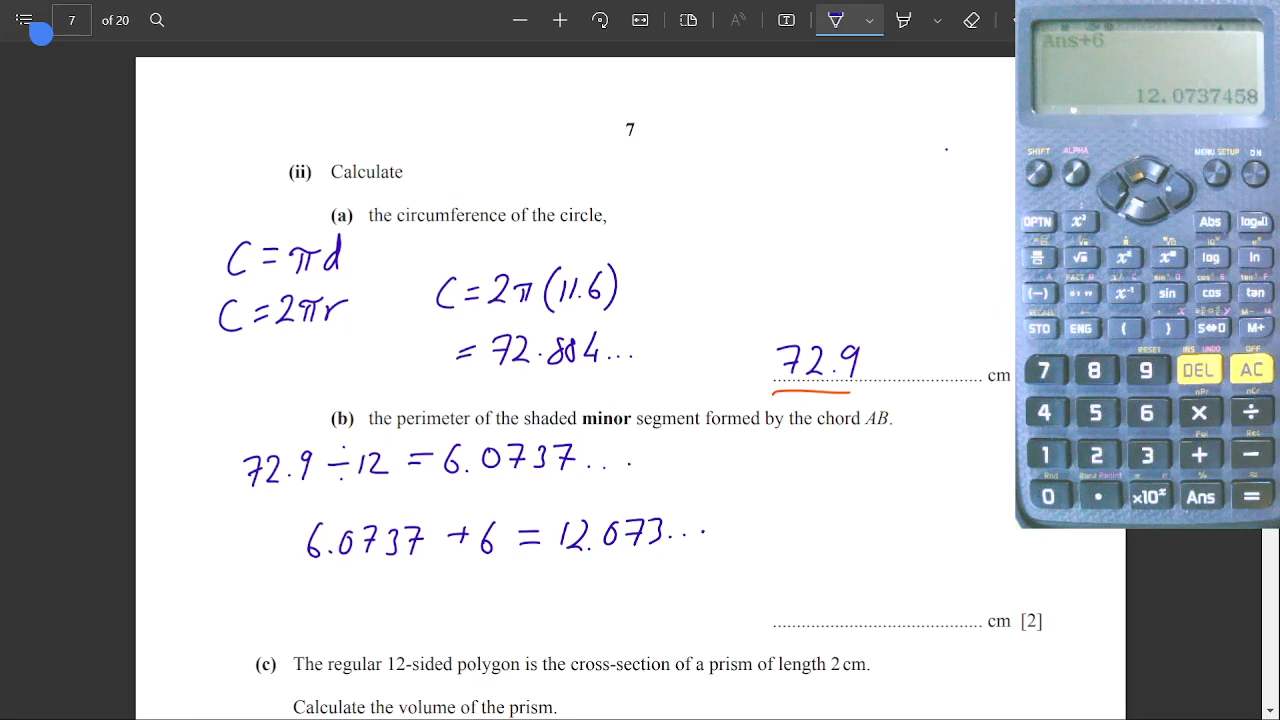 7 of 20
Ans+6
12.0737458
7
(ii) Calculate
(a) the circumference of the circle,
C = πd
C = 2πr
C = 2π (11.6)
= 72.884...
72.9
.......................................... cm
(b) the perimeter of the shaded minor segment formed by the chord AB.
72.9 ÷ 12 = 6.0737...
6.0737 + 6 = 12.073...
.......................................... cm [2]
(c) The regular 12-sided polygon is the cross-section of a prism of length 2 cm.
Calculate the volume of the prism.
SHIFT ALPHA MENU SETUP ON
OPTN Abs
log ln
(−) sin cos tan
STO ENG ( ) S⇔D M+
RESET INS UNDO OFF
7 8 9 DEL AC
4 5 6 × ÷
1 2 3 + −
0 • ×10ˣ Ans =